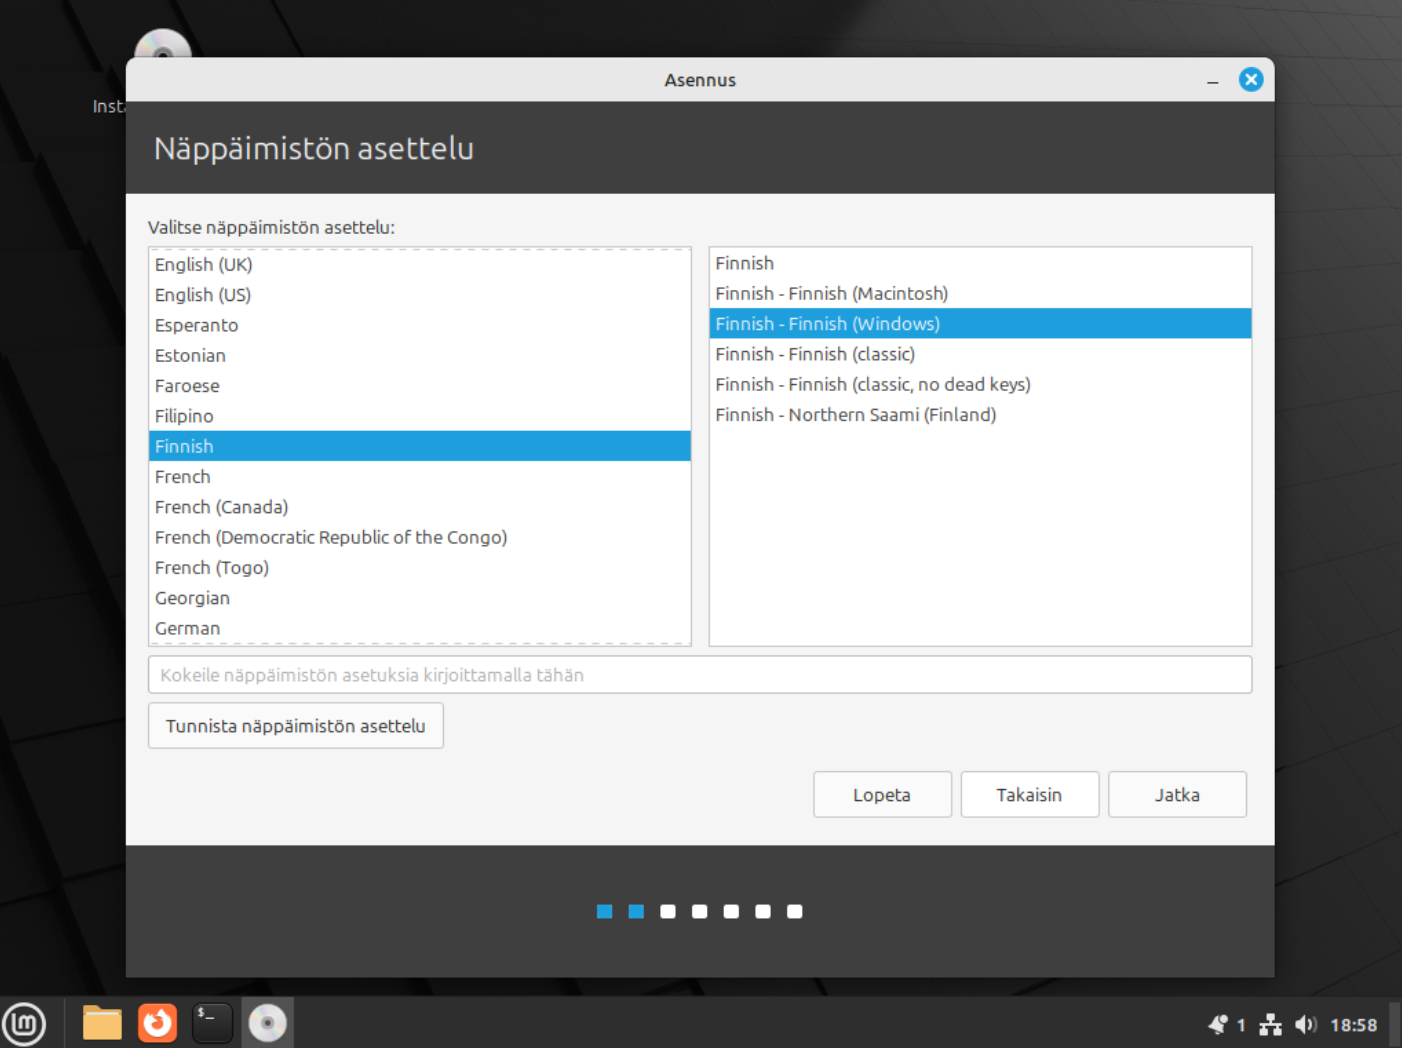 Inst
Asennus
Näppäimistön asettelu
Valitse näppäimistön asettelu:
English (UK)
English (US)
Esperanto
Estonian
Faroese
Filipino
Finnish
French
French (Canada)
French (Democratic Republic of the Congo)
French (Togo)
Georgian
German
Finnish
Finnish - Finnish (Macintosh)
Finnish - Finnish (Windows)
Finnish - Finnish (classic)
Finnish - Finnish (classic, no dead keys)
Finnish - Northern Saami (Finland)
Kokeile näppäimistön asetuksia kirjoittamalla tähän
Tunnista näppäimistön asettelu
Lopeta
Takaisin
Jatka
$_
1
18:58